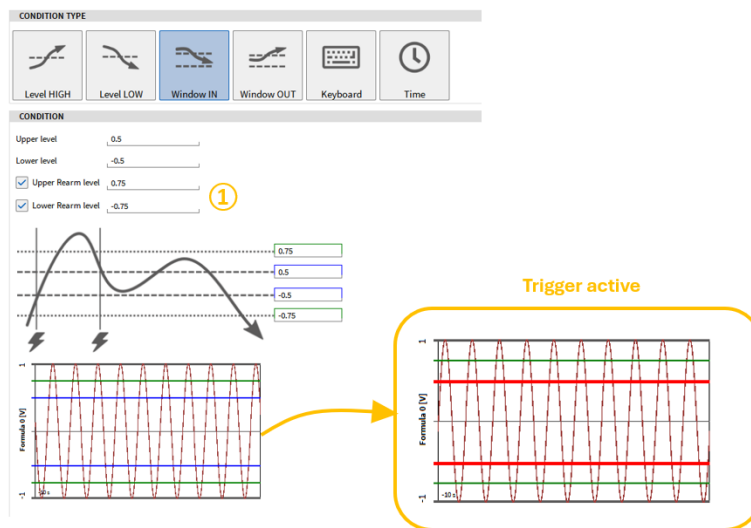 CONDITION TYPE
Level HIGH
Level LOW
Window IN
Window OUT
Keyboard
Time
CONDITION
Upper level 0.5
Lower level -0.5
Upper Rearm level 0.75
Lower Rearm level -0.75
①
0.75
0.5
-0.5
-0.75
Trigger active
1
Formula 0 [V]
-1
-10 s
1
Formula 0 [V]
-1
-10 s